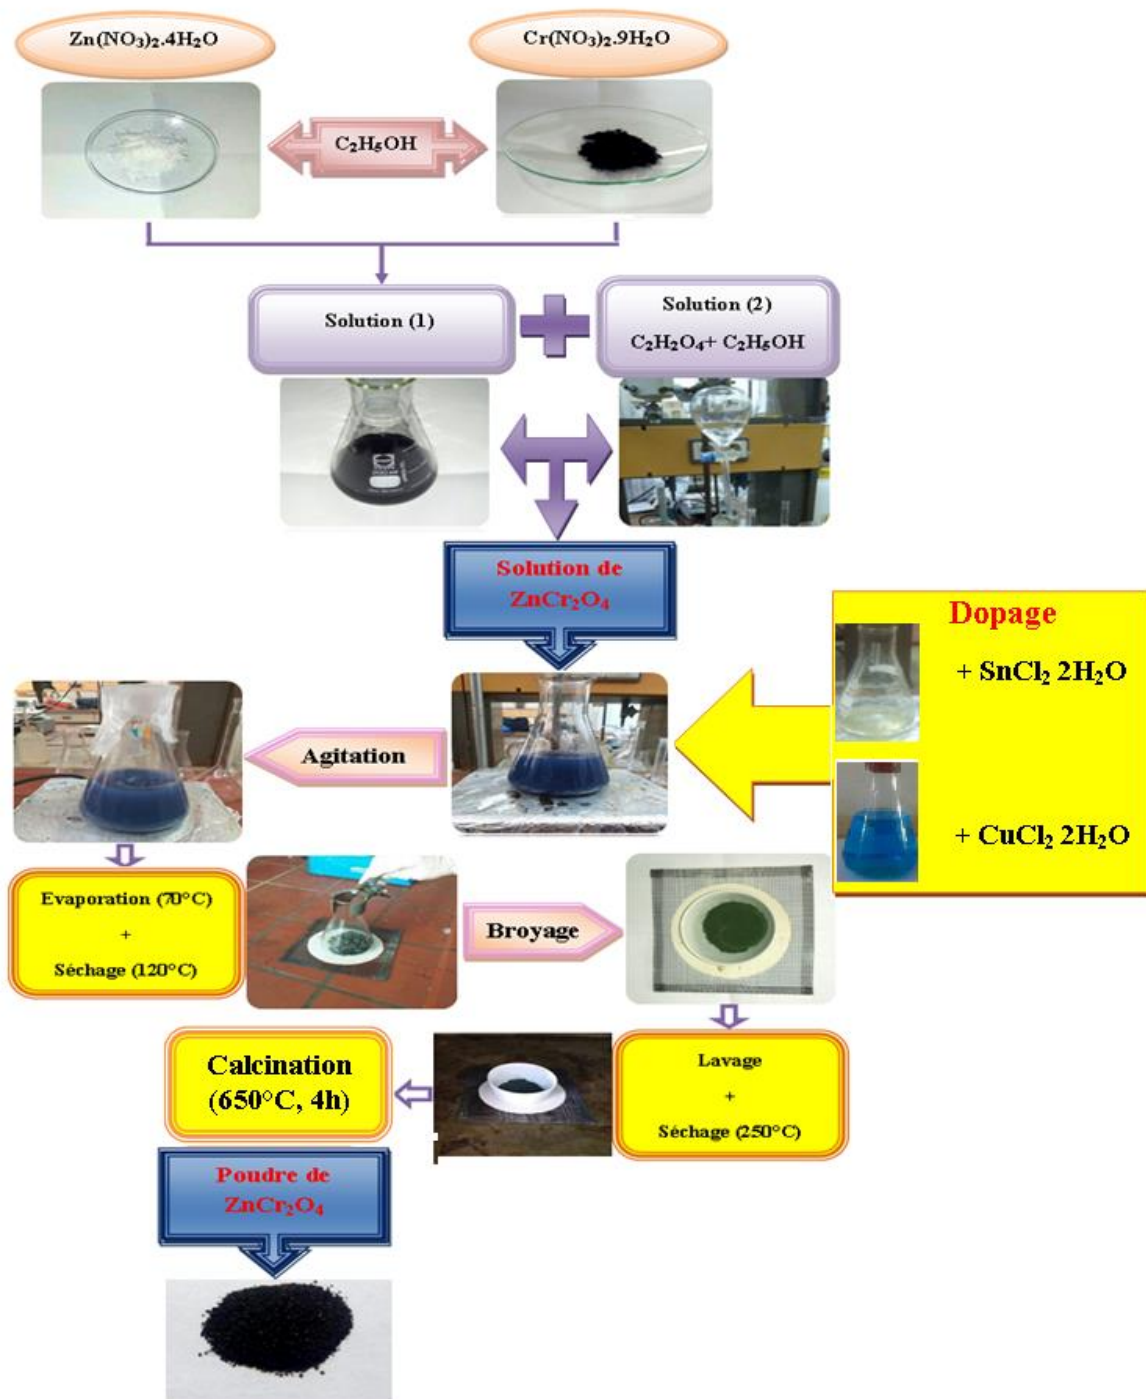 Zn(NO₃)₂.4H₂O
Cr(NO₃)₂.9H₂O
C₂H₅OH
Solution (1)
Solution (2)
C₂H₂O₄+ C₂H₅OH
Solution de
ZnCr₂O₄
Dopage
+ SnCl₂ 2H₂O
+ CuCl₂ 2H₂O
Agitation
Evaporation (70°C)
+
Séchage (120°C)
Broyage
Lavage
+
Séchage (250°C)
Calcination
(650°C, 4h)
Poudre de
ZnCr₂O₄